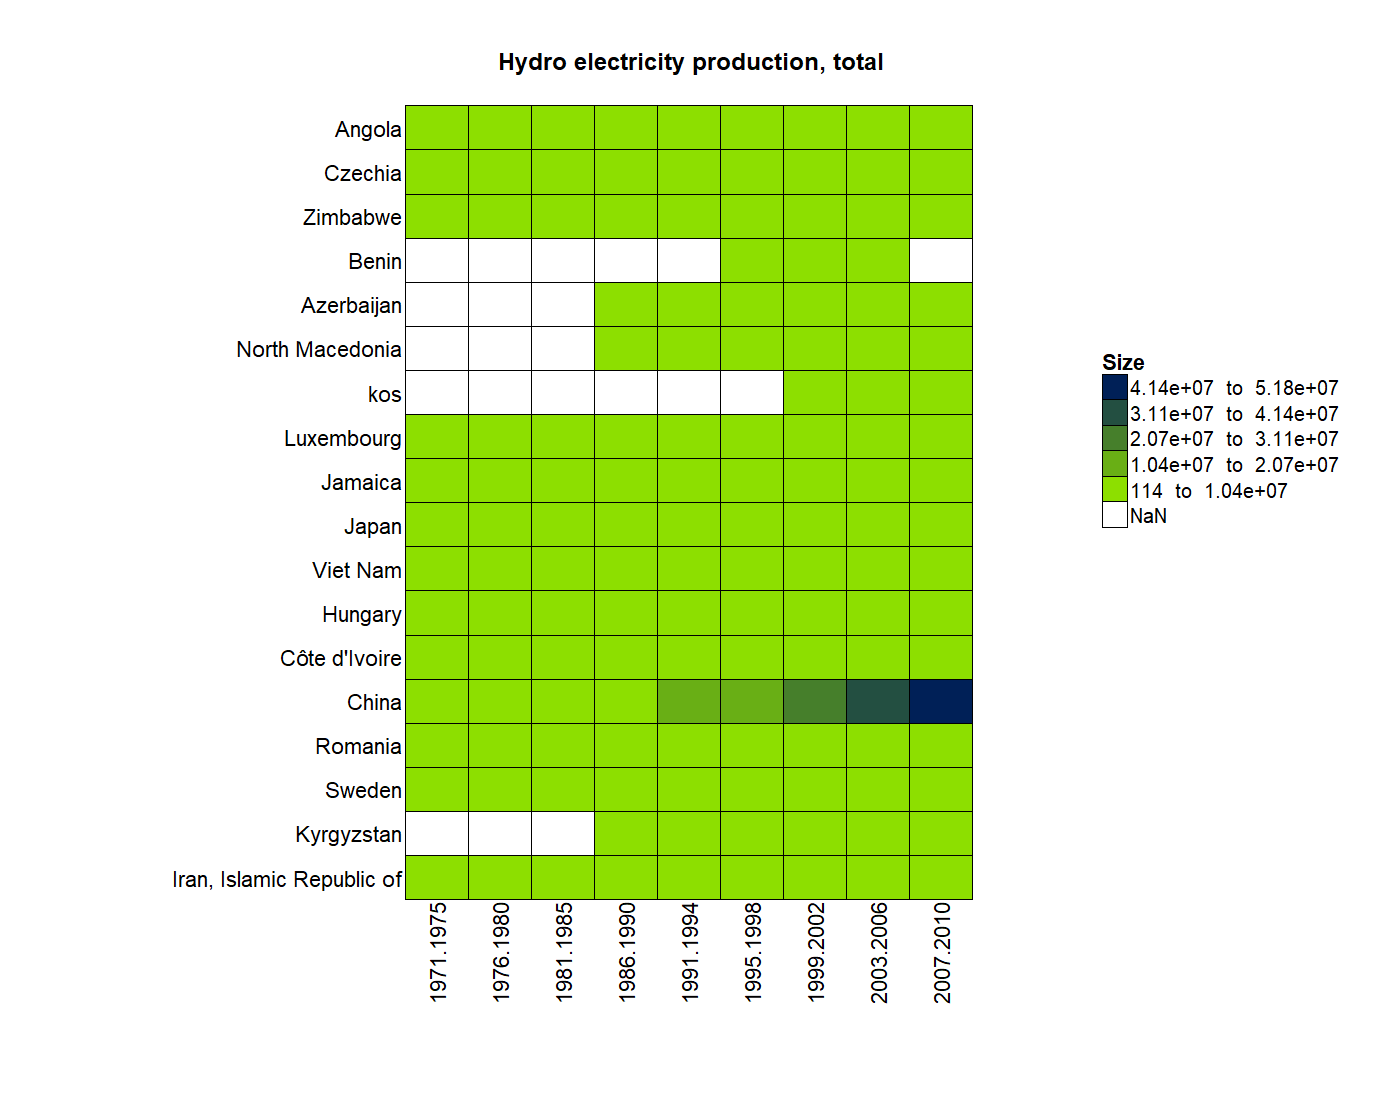 Hydro electricity production, total
Angola
Czechia
Zimbabwe
Benin
Azerbaijan
North Macedonia
kos
Luxembourg
Jamaica
Japan
Viet Nam
Hungary
Côte d'Ivoire
China
Romania
Sweden
Kyrgyzstan
Iran, Islamic Republic of
1971.1975
1976.1980
1981.1985
1986.1990
1991.1994
1995.1998
1999.2002
2003.2006
2007.2010
Size
4.14e+07 to 5.18e+07
3.11e+07 to 4.14e+07
2.07e+07 to 3.11e+07
1.04e+07 to 2.07e+07
114 to 1.04e+07
NaN